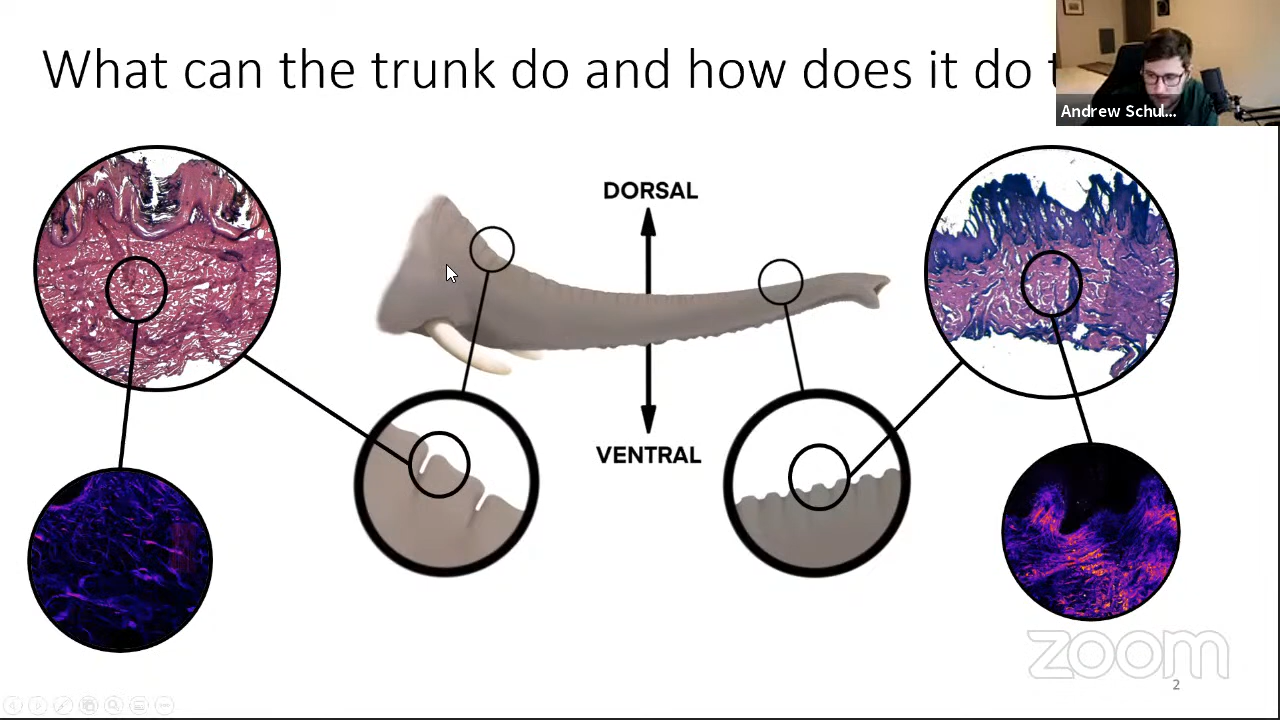 What can the trunk do and how does it do t
Andrew Schul...
DORSAL
VENTRAL
zoom
2